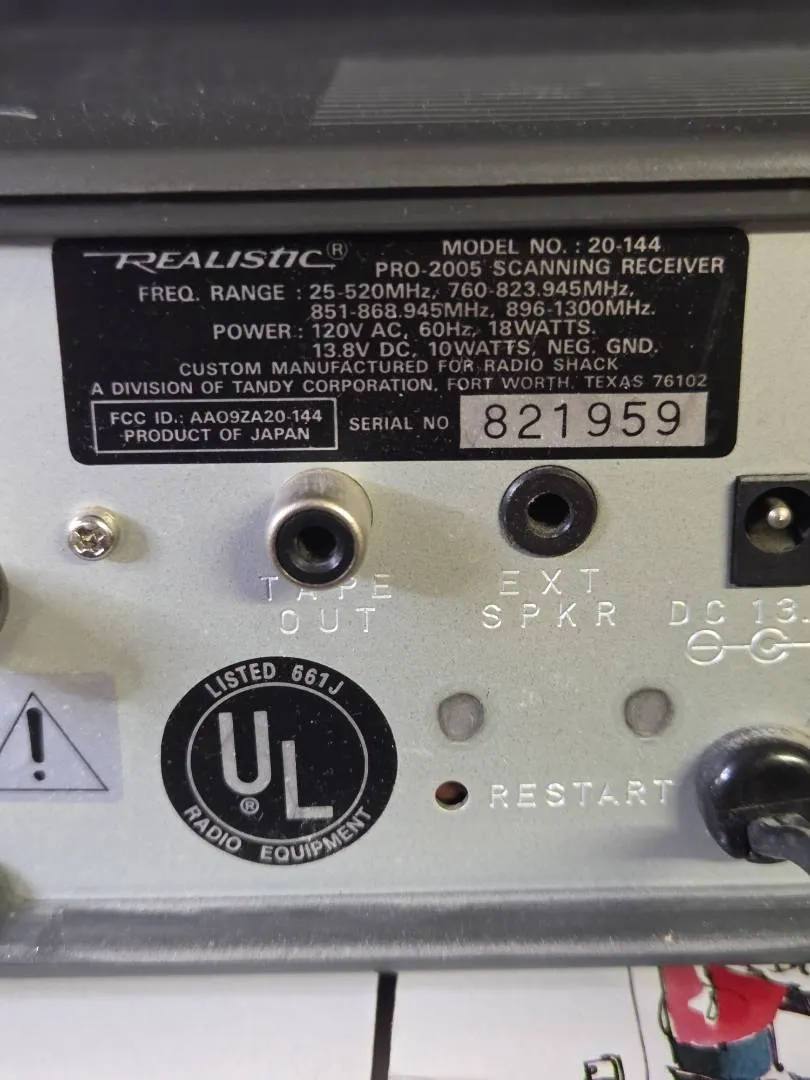 REALISTIC®
MODEL NO. : 20-144
PRO-2005 SCANNING RECEIVER
FREQ. RANGE : 25-520MHz, 760-823.945MHz,
851-868.945MHz, 896-1300MHz.
POWER : 120V AC, 60Hz, 18WATTS.
13.8V DC, 10WATTS, NEG. GND.
CUSTOM MANUFACTURED FOR RADIO SHACK
A DIVISION OF TANDY CORPORATION, FORT WORTH, TEXAS 76102
FCC ID.: AAO9ZA20-144
PRODUCT OF JAPAN
SERIAL NO 821959
TAPE
OUT
EXT
SPKR
DC 13.
LISTED 661J
UL®
RADIO EQUIPMENT
!
RESTART